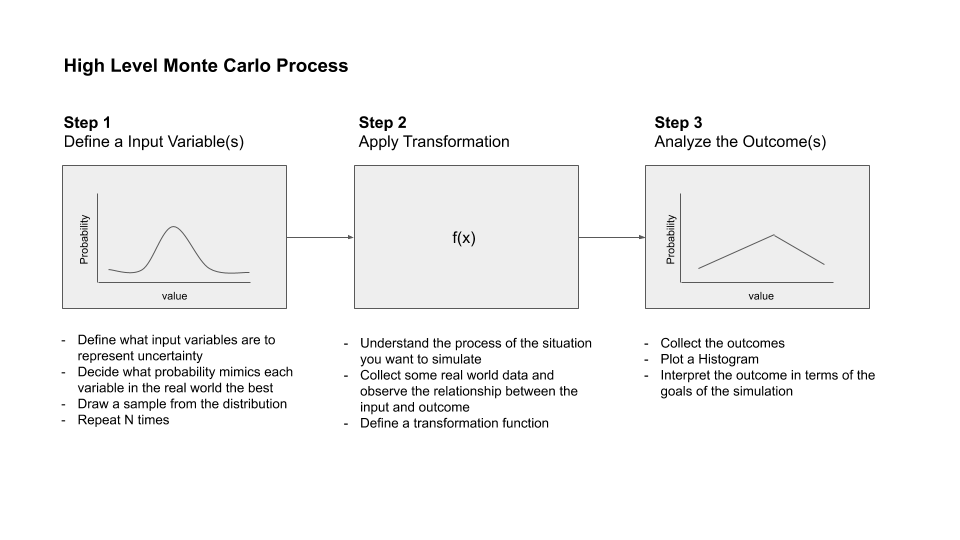 High Level Monte Carlo Process
Step 1
Define a Input Variable(s)
Probability
value
- Define what input variables are to
represent uncertainty
- Decide what probability mimics each
variable in the real world the best
- Draw a sample from the distribution
- Repeat N times
Step 2
Apply Transformation
f(x)
- Understand the process of the situation
you want to simulate
- Collect some real world data and
observe the relationship between the
input and outcome
- Define a transformation function
Step 3
Analyze the Outcome(s)
Probability
value
- Collect the outcomes
- Plot a Histogram
- Interpret the outcome in terms of the
goals of the simulation